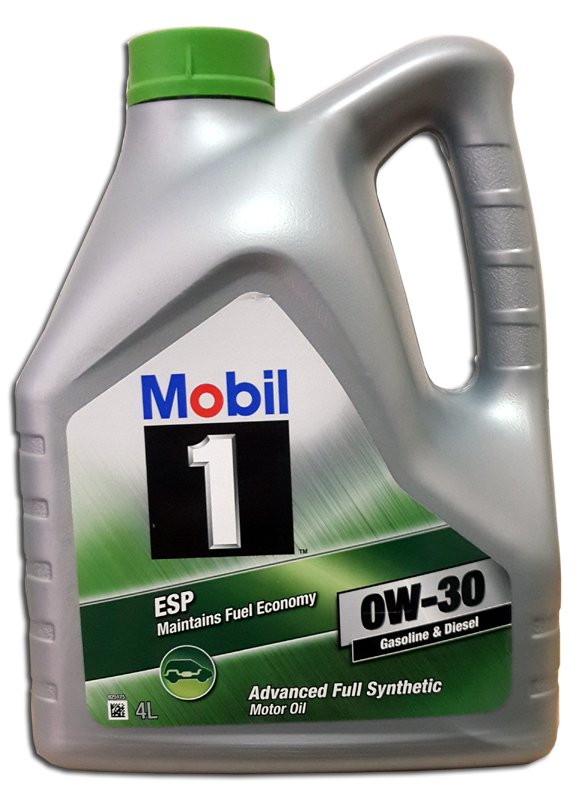 Mobil
1
™
ESP
Maintains Fuel Economy
0W-30
Gasoline & Diesel
Advanced Full Synthetic
Motor Oil
4L